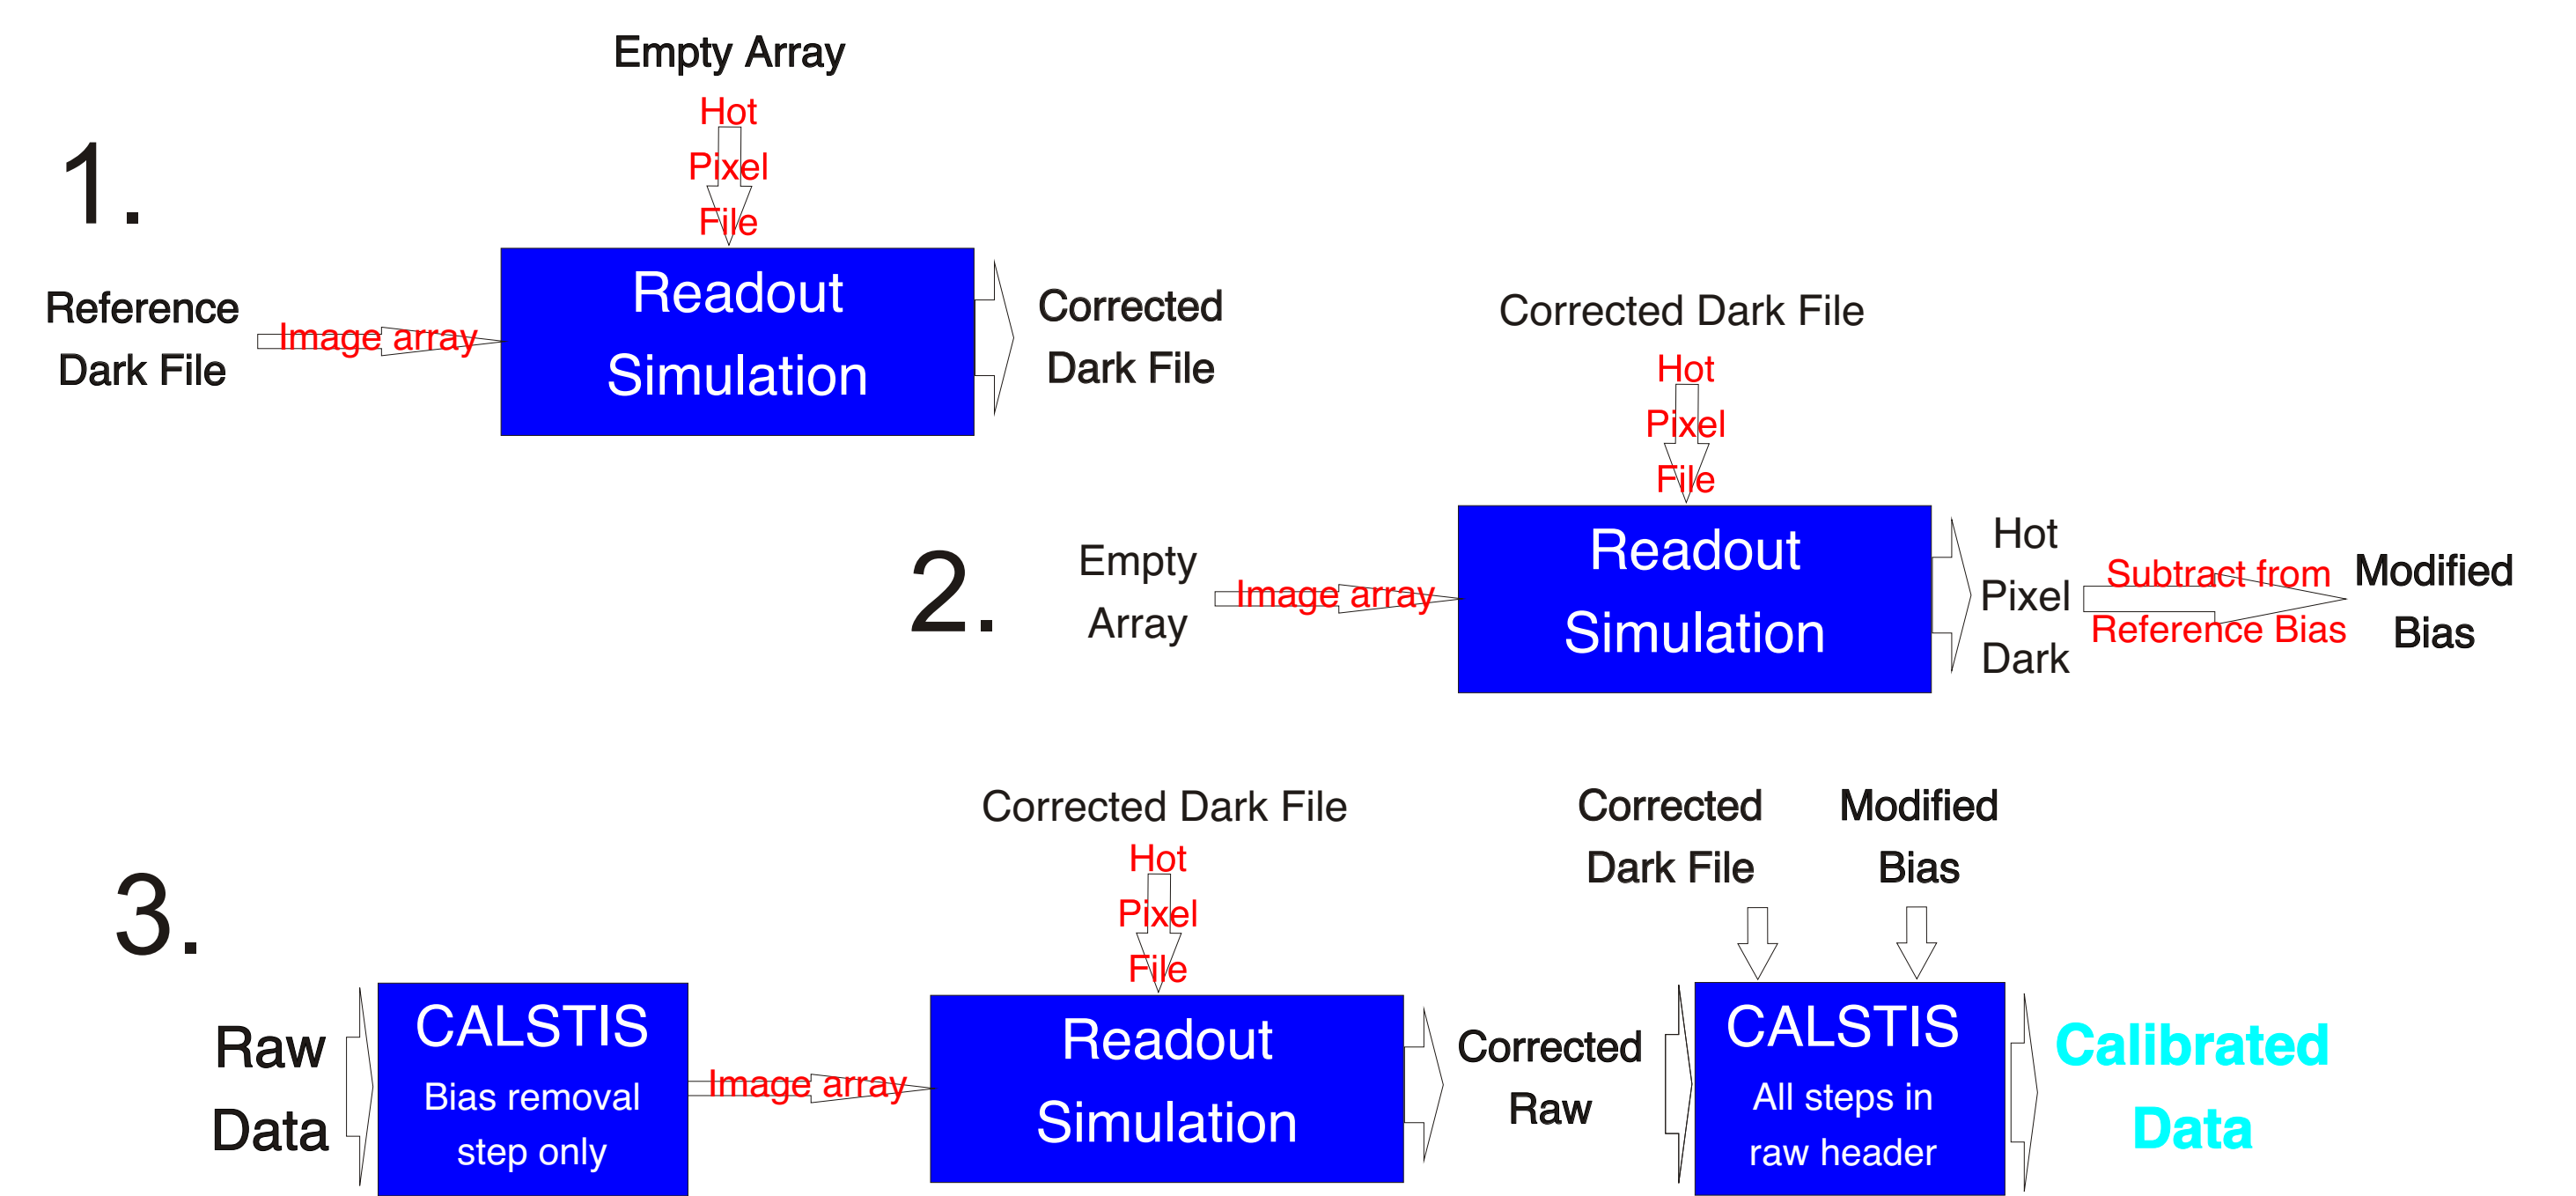 1.
Empty Array
Hot
Pixel
File
Reference
Dark File
Image array
Readout
Simulation
Corrected
Dark File
2.
Corrected Dark File
Hot
Pixel
File
Empty
Array
Image array
Readout
Simulation
Hot
Pixel
Dark
Subtract from
Reference Bias
Modified
Bias
3.
Raw
Data
CALSTIS
Bias removal
step only
Image array
Corrected Dark File
Hot
Pixel
File
Readout
Simulation
Corrected
Raw
Corrected
Dark File
Modified
Bias
CALSTIS
All steps in
raw header
Calibrated
Data